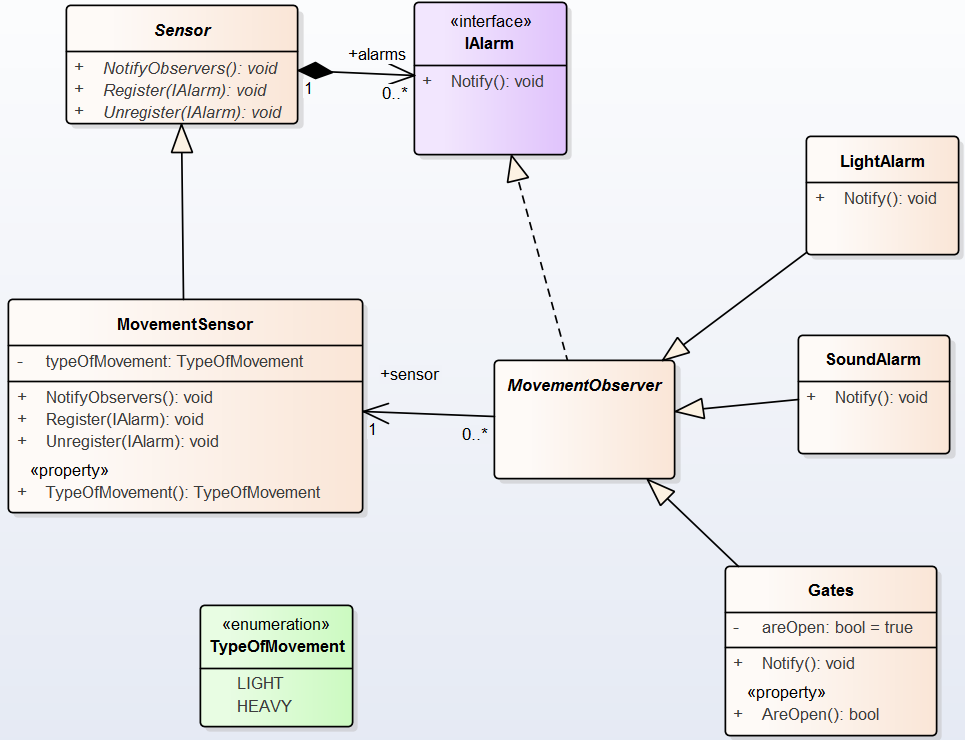 Sensor
+ NotifyObservers(): void
+ Register(IAlarm): void
+ Unregister(IAlarm): void
+alarms
1
0..*
«interface»
IAlarm
+ Notify(): void
LightAlarm
+ Notify(): void
MovementSensor
- typeOfMovement: TypeOfMovement
+ NotifyObservers(): void
+ Register(IAlarm): void
+ Unregister(IAlarm): void
«property»
+ TypeOfMovement(): TypeOfMovement
+sensor
1
0..*
MovementObserver
SoundAlarm
+ Notify(): void
«enumeration»
TypeOfMovement
LIGHT
HEAVY
Gates
- areOpen: bool = true
+ Notify(): void
«property»
+ AreOpen(): bool